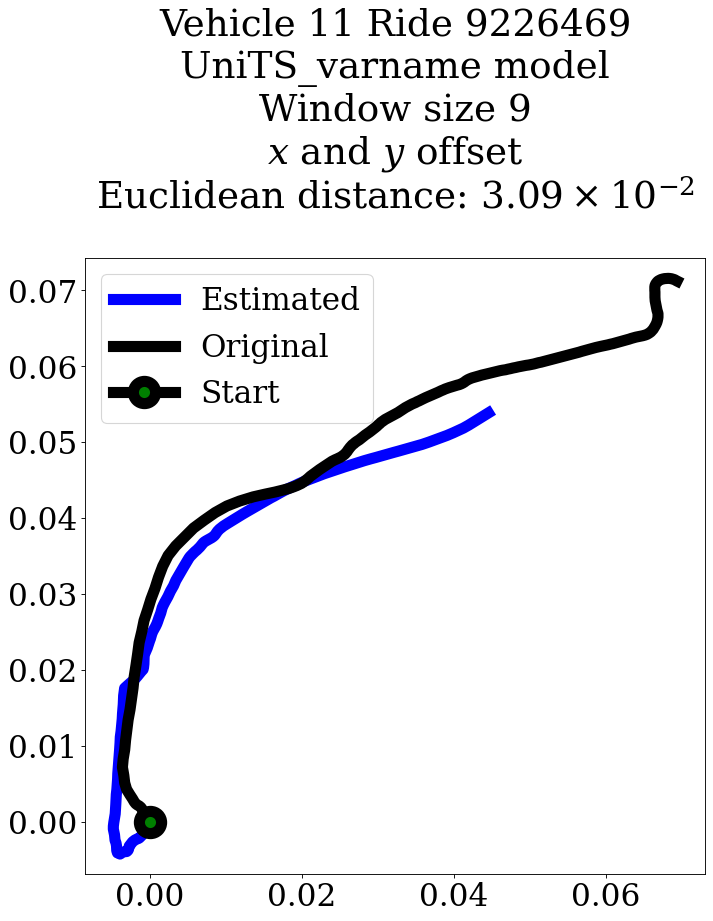 Vehicle 11 Ride 9226469
UniTS_varname model
Window size 9
x and y offset
Euclidean distance: 3.09 × 10⁻²
Estimated
Original
Start
0.07
0.06
0.05
0.04
0.03
0.02
0.01
0.00
0.00 0.02 0.04 0.06